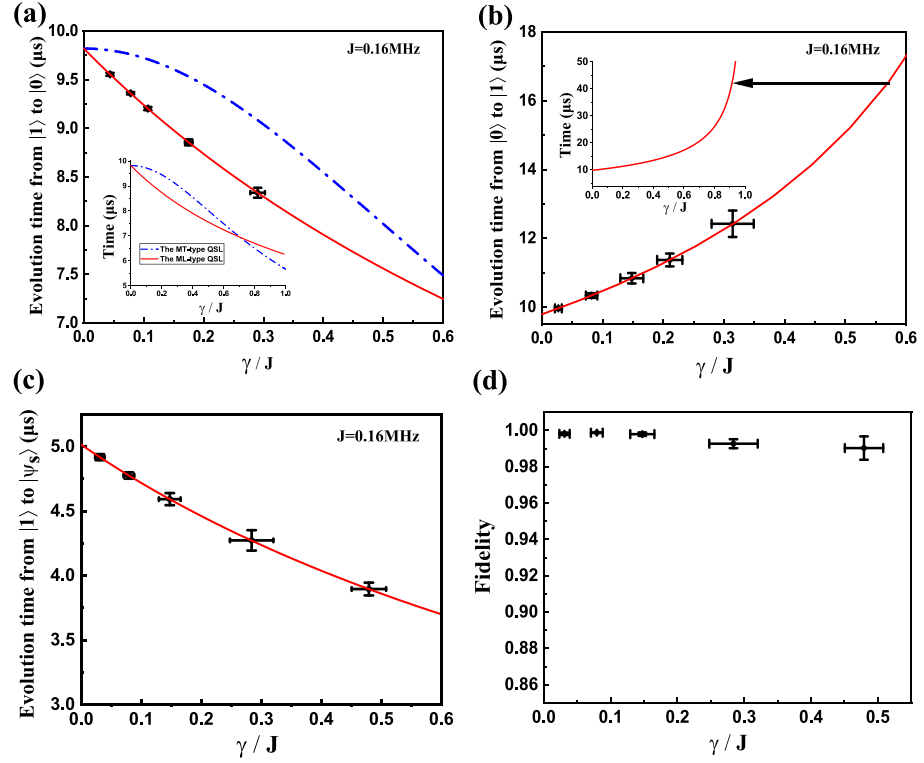 (a)
Evolution time from |1⟩ to |0⟩ (μs)
10.0
9.5
9.0
8.5
8.0
7.5
7.0
J=0.16MHz
Time (μs)
10
9
8
7
6
5
The MT-type QSL
The ML-type QSL
0.0 0.2 0.4 0.6 0.8 1.0
γ / J
0.0 0.1 0.2 0.3 0.4 0.5 0.6
γ / J
(b)
Evolution time from |0⟩ to |1⟩ (μs)
18
16
14
12
10
J=0.16MHz
Time (μs)
50
40
30
20
10
0
0.0 0.2 0.4 0.6 0.8 1.0
γ / J
0.0 0.1 0.2 0.3 0.4 0.5 0.6
γ / J
(c)
Evolution time from |1⟩ to |ψs⟩ (μs)
5.0
4.5
4.0
3.5
3.0
J=0.16MHz
0.0 0.1 0.2 0.3 0.4 0.5 0.6
γ / J
(d)
Fidelity
1.00
0.98
0.96
0.94
0.92
0.90
0.88
0.86
0.0 0.1 0.2 0.3 0.4 0.5
γ / J